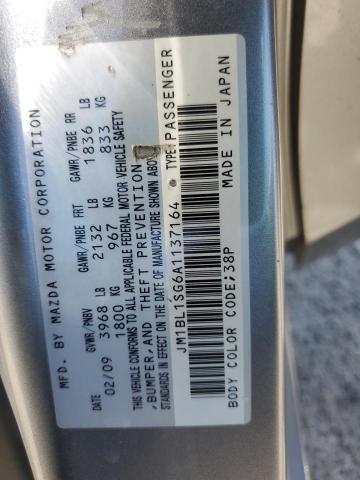 MFD. BY MAZDA MOTOR CORPORATION
DATE GVWR/PNBV GAWR/PNBE FRT GAWR/PNBE RR
02/09 3968 LB 2132 LB 1836 LB
1800 KG 967 KG 833 KG
THIS VEHICLE CONFORMS TO ALL APPLICABLE FEDERAL MOTOR VEHICLE SAFETY
, BUMPER, AND THEFT PREVENTION
STANDARDS IN EFFECT ON THE DATE OF MANUFACTURE SHOWN ABOV
JM1BL1SG6A1137164 TYPE: PASSENGER
BODY COLOR CODE;38P MADE IN JAPAN